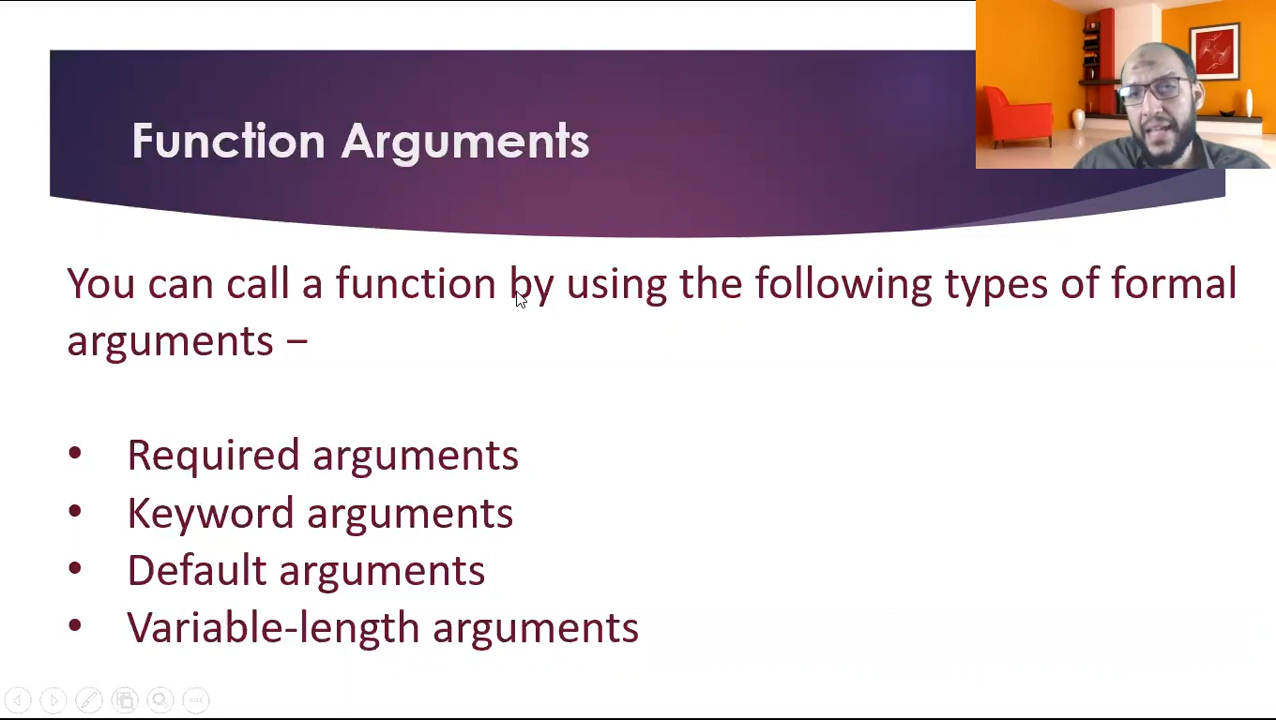 Function Arguments
You can call a function by using the following types of formal
arguments −
• Required arguments
• Keyword arguments
• Default arguments
• Variable-length arguments